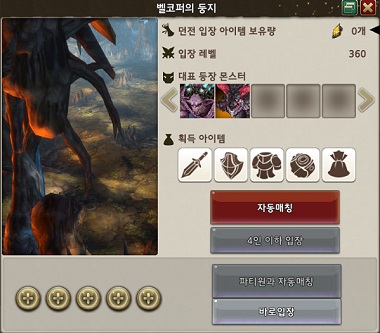 벨코퍼의 둥지
던전 입장 아이템 보유량 0개
입장 레벨 360
대표 등장 몬스터
획득 아이템
자동매칭
4인 이하 입장
파티원과 자동매칭
바로입장